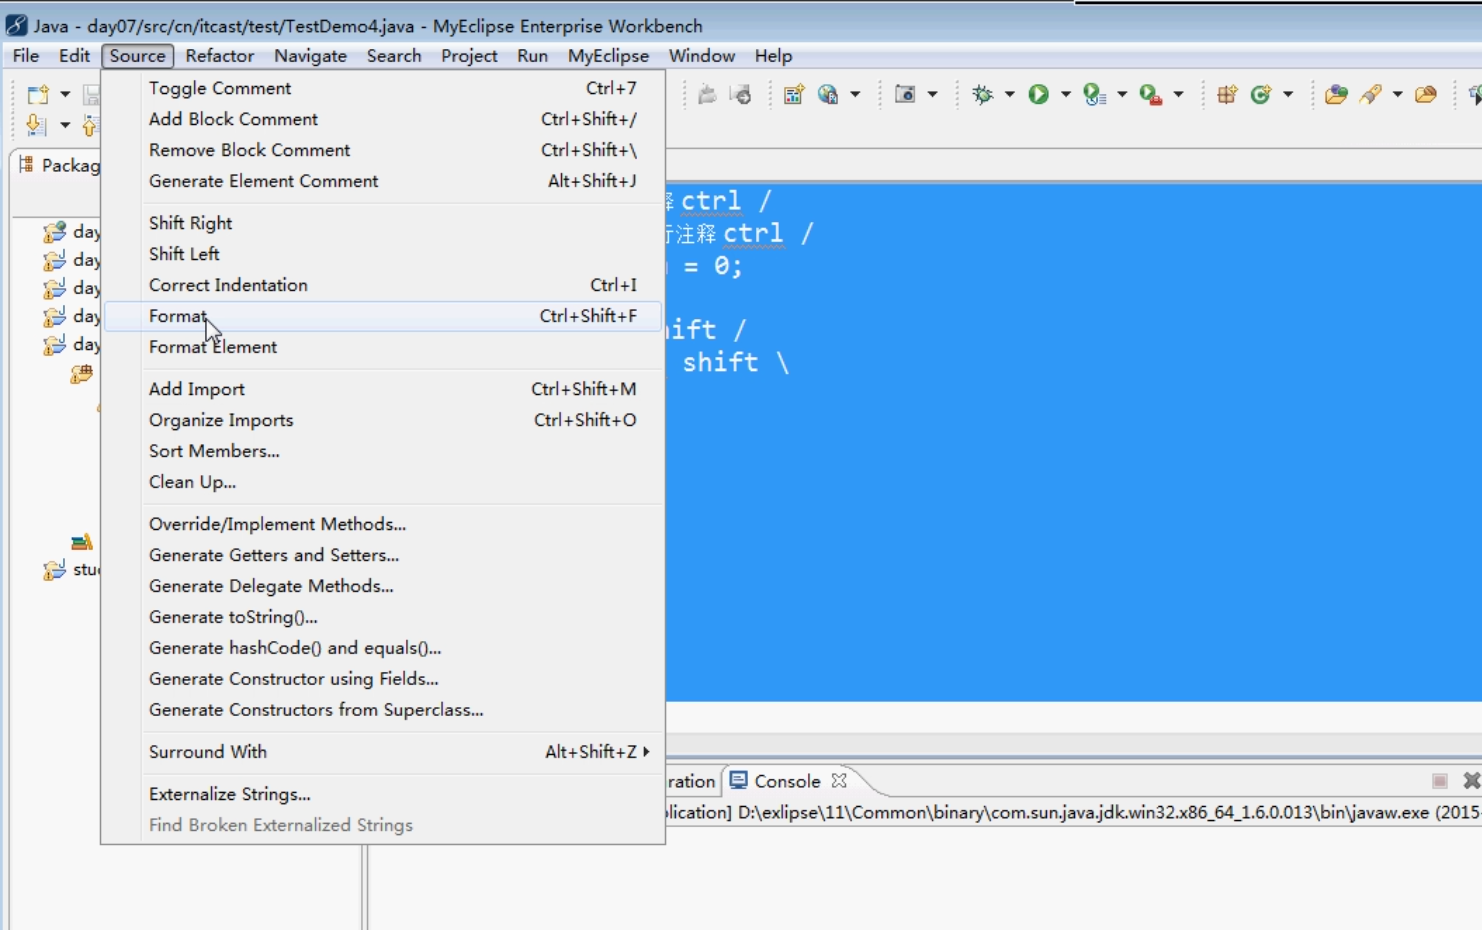 Java - day07/src/cn/itcast/test/TestDemo4.java - MyEclipse Enterprise Workbench
File Edit Source Refactor Navigate Search Project Run MyEclipse Window Help
Toggle Comment Ctrl+7
Add Block Comment Ctrl+Shift+/
Remove Block Comment Ctrl+Shift+\
Generate Element Comment Alt+Shift+J
Shift Right
Shift Left
Correct Indentation Ctrl+I
Format Ctrl+Shift+F
Format Element
Add Import Ctrl+Shift+M
Organize Imports Ctrl+Shift+O
Sort Members...
Clean Up...
Override/Implement Methods...
Generate Getters and Setters...
Generate Delegate Methods...
Generate toString()...
Generate hashCode() and equals()...
Generate Constructor using Fields...
Generate Constructors from Superclass...
Surround With Alt+Shift+Z
Externalize Strings...
Find Broken Externalized Strings
Packag
day
day
day
day
day
stu
ctrl /
行注释 ctrl /
= 0;
ift /
shift \
ration Console
lication] D:\exlipse\11\Common\binary\com.sun.java.jdk.win32.x86_64_1.6.0.013\bin\javaw.exe (2015-